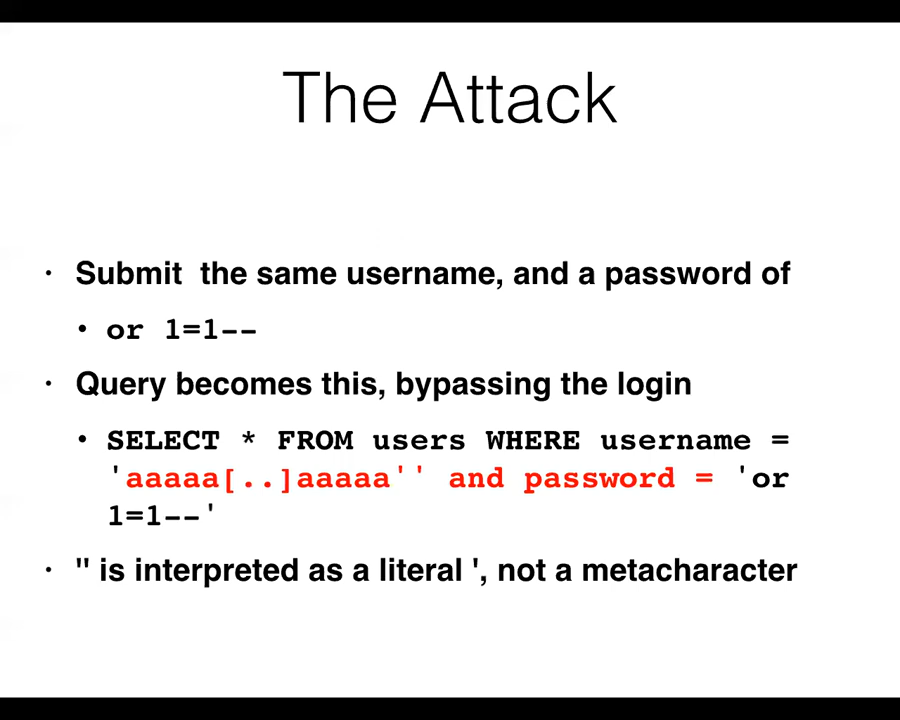 The Attack
Submit  the same username, and a password of
or 1=1--
Query becomes this, bypassing the login
SELECT * FROM users WHERE username =
'aaaaa[..]aaaaa'' and password = 'or
1=1--'
'' is interpreted as a literal ', not a metacharacter